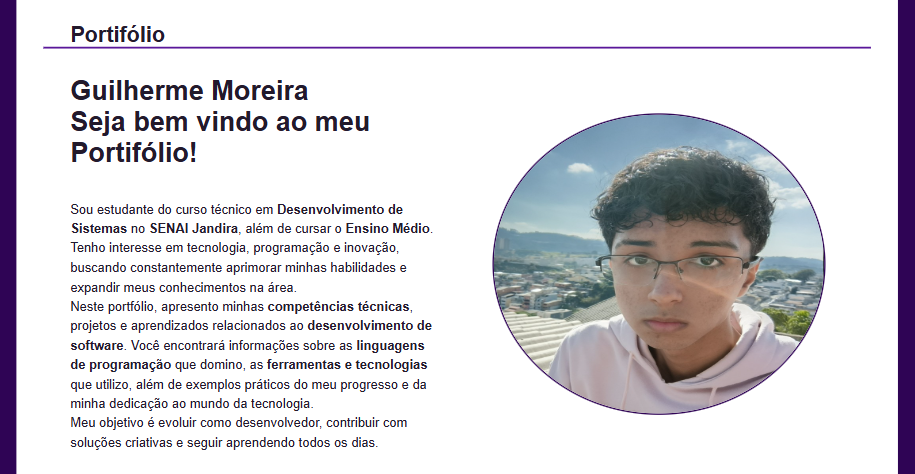 Portifólio
Guilherme Moreira
Seja bem vindo ao meu
Portifólio!
Sou estudante do curso técnico em Desenvolvimento de
Sistemas no SENAI Jandira, além de cursar o Ensino Médio.
Tenho interesse em tecnologia, programação e inovação,
buscando constantemente aprimorar minhas habilidades e
expandir meus conhecimentos na área.
Neste portfólio, apresento minhas competências técnicas,
projetos e aprendizados relacionados ao desenvolvimento de
software. Você encontrará informações sobre as linguagens
de programação que domino, as ferramentas e tecnologias
que utilizo, além de exemplos práticos do meu progresso e da
minha dedicação ao mundo da tecnologia.
Meu objetivo é evoluir como desenvolvedor, contribuir com
soluções criativas e seguir aprendendo todos os dias.